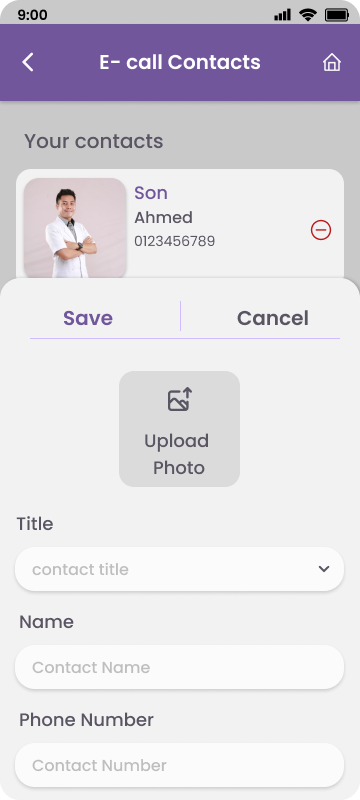 9:00
E- call Contacts
Your contacts
Son
Ahmed
0123456789
Save
Cancel
Upload
Photo
Title
contact title
Name
Contact Name
Phone Number
Contact Number